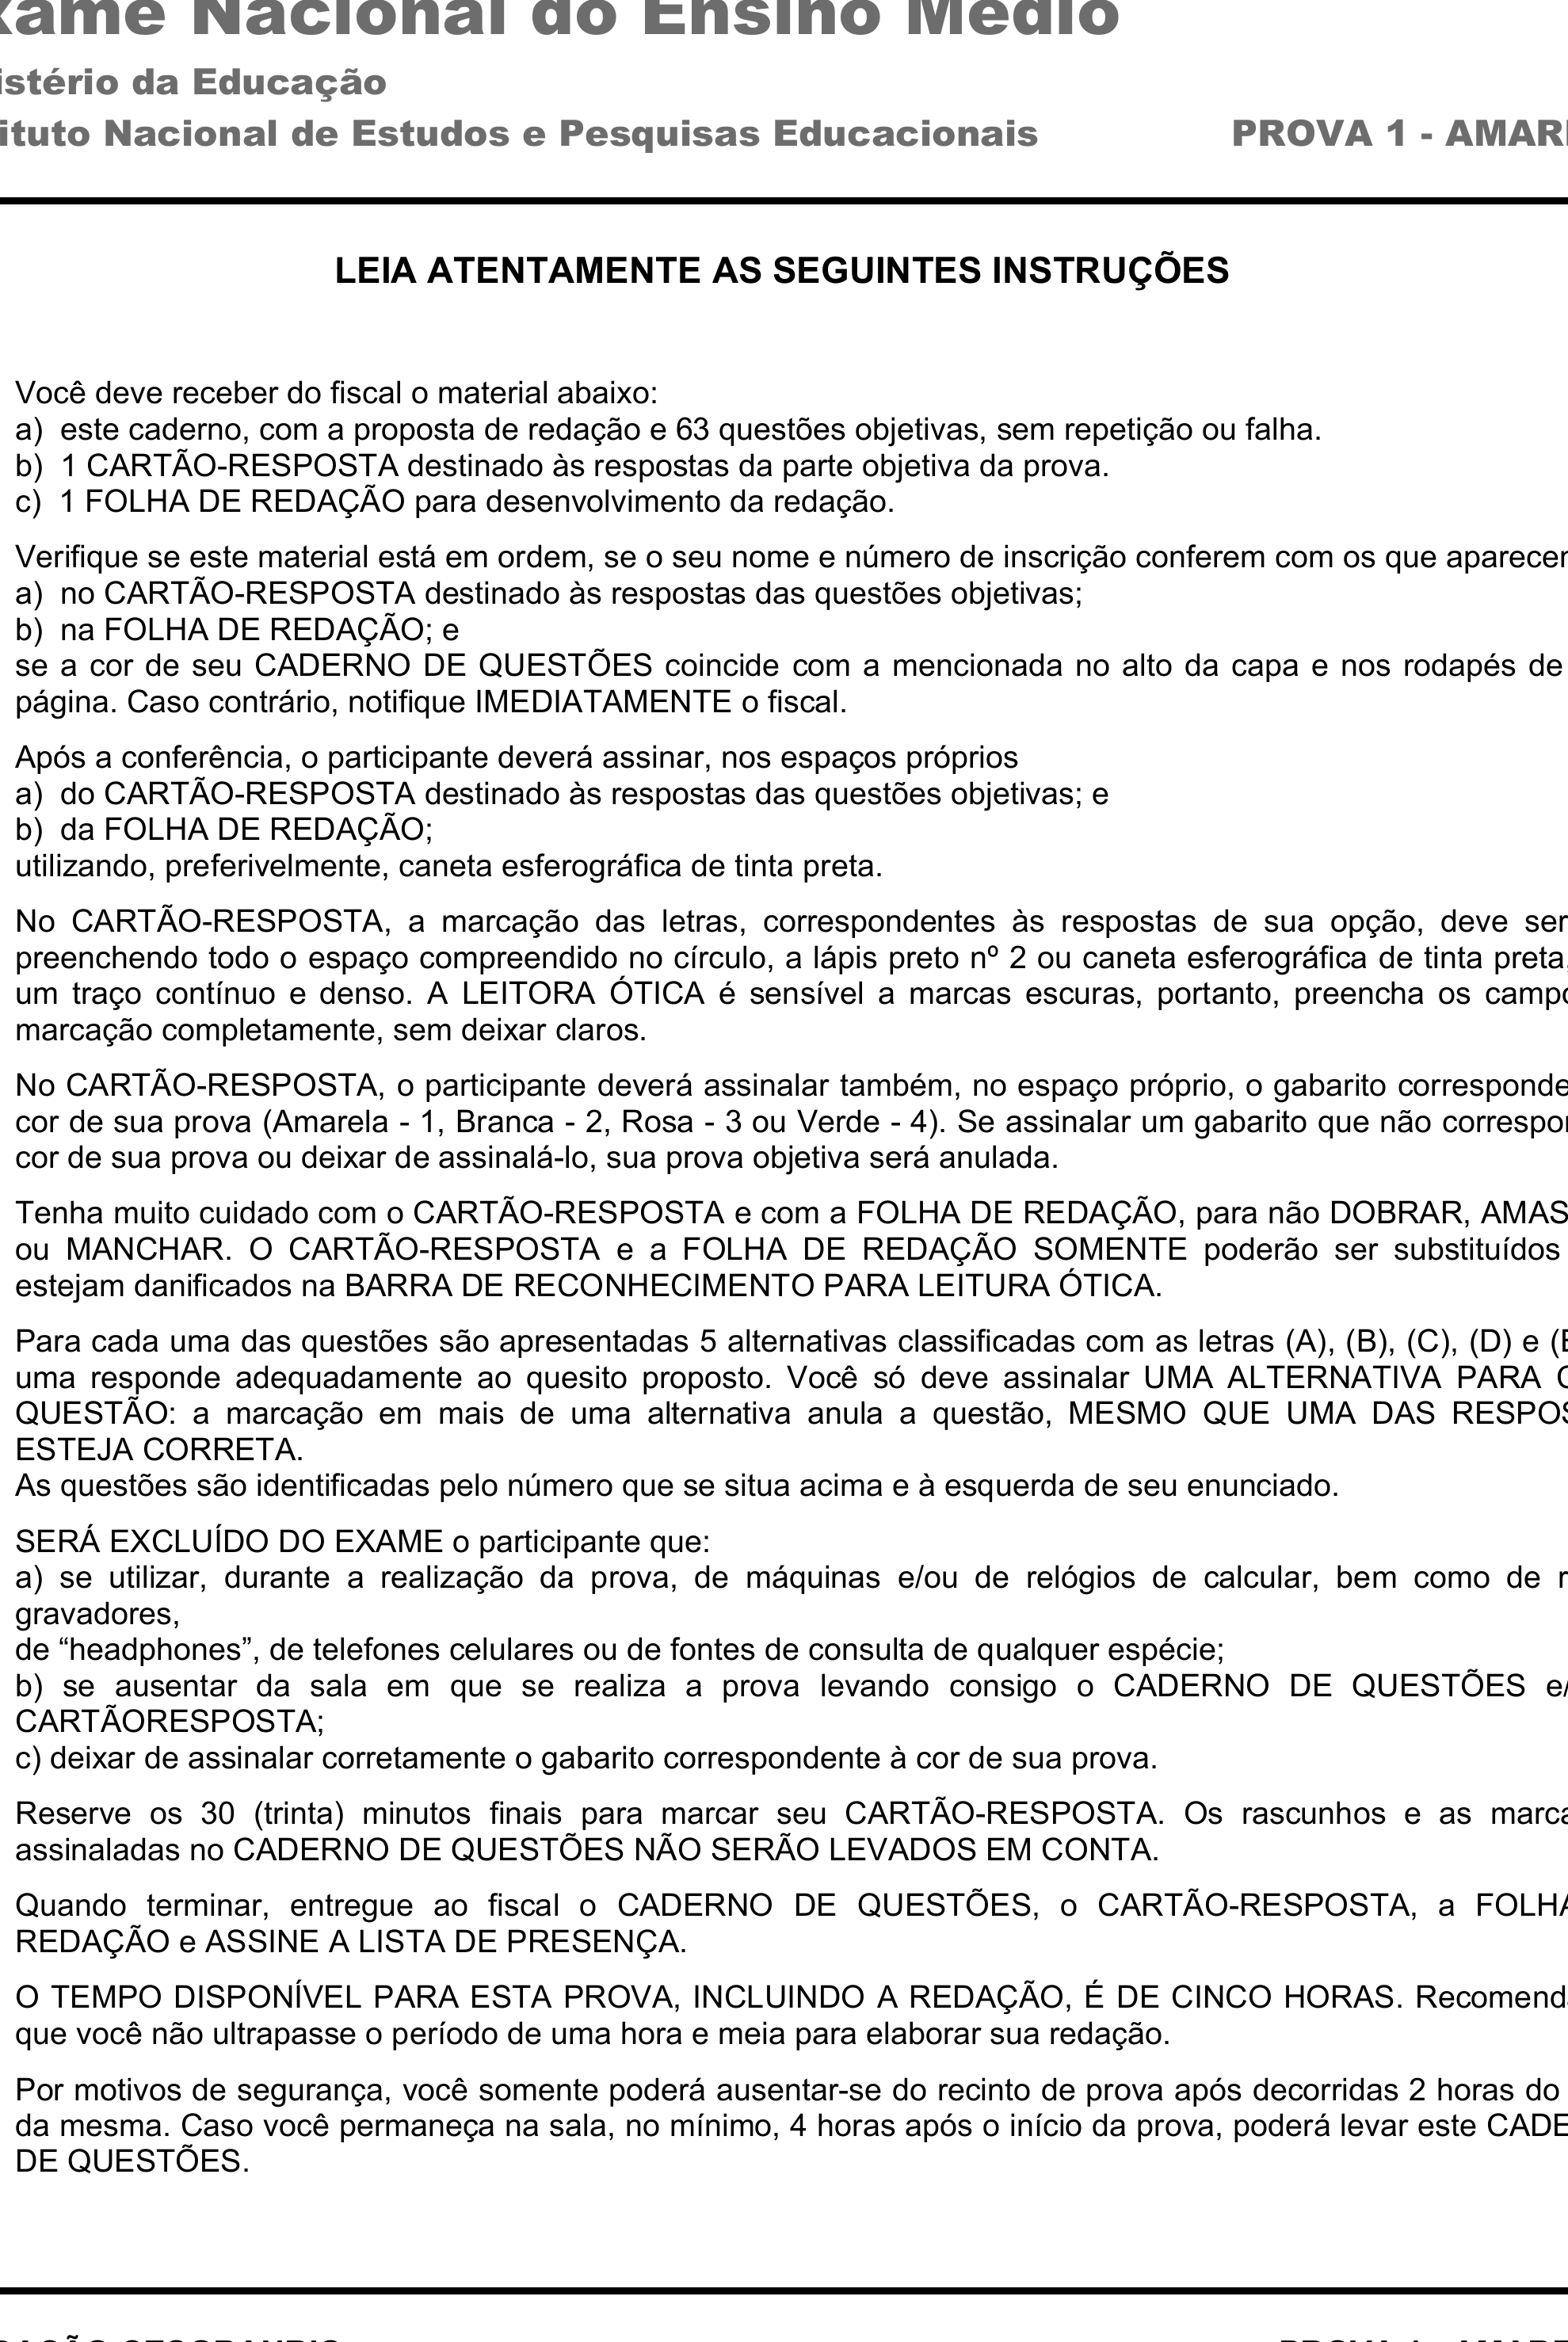 xame Nacional do Ensino Médio
istério da Educação
ituto Nacional de Estudos e Pesquisas Educacionais PROVA 1 - AMAR
LEIA ATENTAMENTE AS SEGUINTES INSTRUÇÕES
Você deve receber do fiscal o material abaixo:
a) este caderno, com a proposta de redação e 63 questões objetivas, sem repetição ou falha.
b) 1 CARTÃO-RESPOSTA destinado às respostas da parte objetiva da prova.
c) 1 FOLHA DE REDAÇÃO para desenvolvimento da redação.
Verifique se este material está em ordem, se o seu nome e número de inscrição conferem com os que aparecem
a) no CARTÃO-RESPOSTA destinado às respostas das questões objetivas;
b) na FOLHA DE REDAÇÃO; e
se a cor de seu CADERNO DE QUESTÕES coincide com a mencionada no alto da capa e nos rodapés de
página. Caso contrário, notifique IMEDIATAMENTE o fiscal.
Após a conferência, o participante deverá assinar, nos espaços próprios
a) do CARTÃO-RESPOSTA destinado às respostas das questões objetivas; e
b) da FOLHA DE REDAÇÃO;
utilizando, preferivelmente, caneta esferográfica de tinta preta.
No CARTÃO-RESPOSTA, a marcação das letras, correspondentes às respostas de sua opção, deve ser
preenchendo todo o espaço compreendido no círculo, a lápis preto nº 2 ou caneta esferográfica de tinta preta,
um traço contínuo e denso. A LEITORA ÓTICA é sensível a marcas escuras, portanto, preencha os campo
marcação completamente, sem deixar claros.
No CARTÃO-RESPOSTA, o participante deverá assinalar também, no espaço próprio, o gabarito corresponde
cor de sua prova (Amarela - 1, Branca - 2, Rosa - 3 ou Verde - 4). Se assinalar um gabarito que não correspon
cor de sua prova ou deixar de assinalá-lo, sua prova objetiva será anulada.
Tenha muito cuidado com o CARTÃO-RESPOSTA e com a FOLHA DE REDAÇÃO, para não DOBRAR, AMAS
ou MANCHAR. O CARTÃO-RESPOSTA e a FOLHA DE REDAÇÃO SOMENTE poderão ser substituídos
estejam danificados na BARRA DE RECONHECIMENTO PARA LEITURA ÓTICA.
Para cada uma das questões são apresentadas 5 alternativas classificadas com as letras (A), (B), (C), (D) e (E
uma responde adequadamente ao quesito proposto. Você só deve assinalar UMA ALTERNATIVA PARA C
QUESTÃO: a marcação em mais de uma alternativa anula a questão, MESMO QUE UMA DAS RESPOS
ESTEJA CORRETA.
As questões são identificadas pelo número que se situa acima e à esquerda de seu enunciado.
SERÁ EXCLUÍDO DO EXAME o participante que:
a) se utilizar, durante a realização da prova, de máquinas e/ou de relógios de calcular, bem como de r
gravadores,
de “headphones”, de telefones celulares ou de fontes de consulta de qualquer espécie;
b) se ausentar da sala em que se realiza a prova levando consigo o CADERNO DE QUESTÕES e/
CARTÃORESPOSTA;
c) deixar de assinalar corretamente o gabarito correspondente à cor de sua prova.
Reserve os 30 (trinta) minutos finais para marcar seu CARTÃO-RESPOSTA. Os rascunhos e as marca
assinaladas no CADERNO DE QUESTÕES NÃO SERÃO LEVADOS EM CONTA.
Quando terminar, entregue ao fiscal o CADERNO DE QUESTÕES, o CARTÃO-RESPOSTA, a FOLHA
REDAÇÃO e ASSINE A LISTA DE PRESENÇA.
O TEMPO DISPONÍVEL PARA ESTA PROVA, INCLUINDO A REDAÇÃO, É DE CINCO HORAS. Recomend
que você não ultrapasse o período de uma hora e meia para elaborar sua redação.
Por motivos de segurança, você somente poderá ausentar-se do recinto de prova após decorridas 2 horas do
da mesma. Caso você permaneça na sala, no mínimo, 4 horas após o início da prova, poderá levar este CADE
DE QUESTÕES.